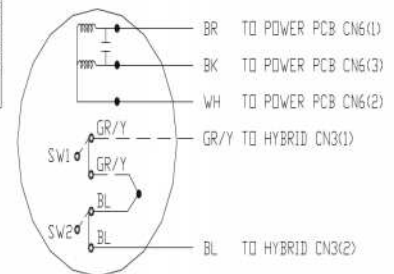 BR TO POWER PCB CN6(1)
BK TO POWER PCB CN6(3)
WH TO POWER PCB CN6(2)
GR/Y
GR/Y TO HYBRID CN3(1)
SW1
GR/Y
BL
SW2
BL
BL TO HYBRID CN3(2)